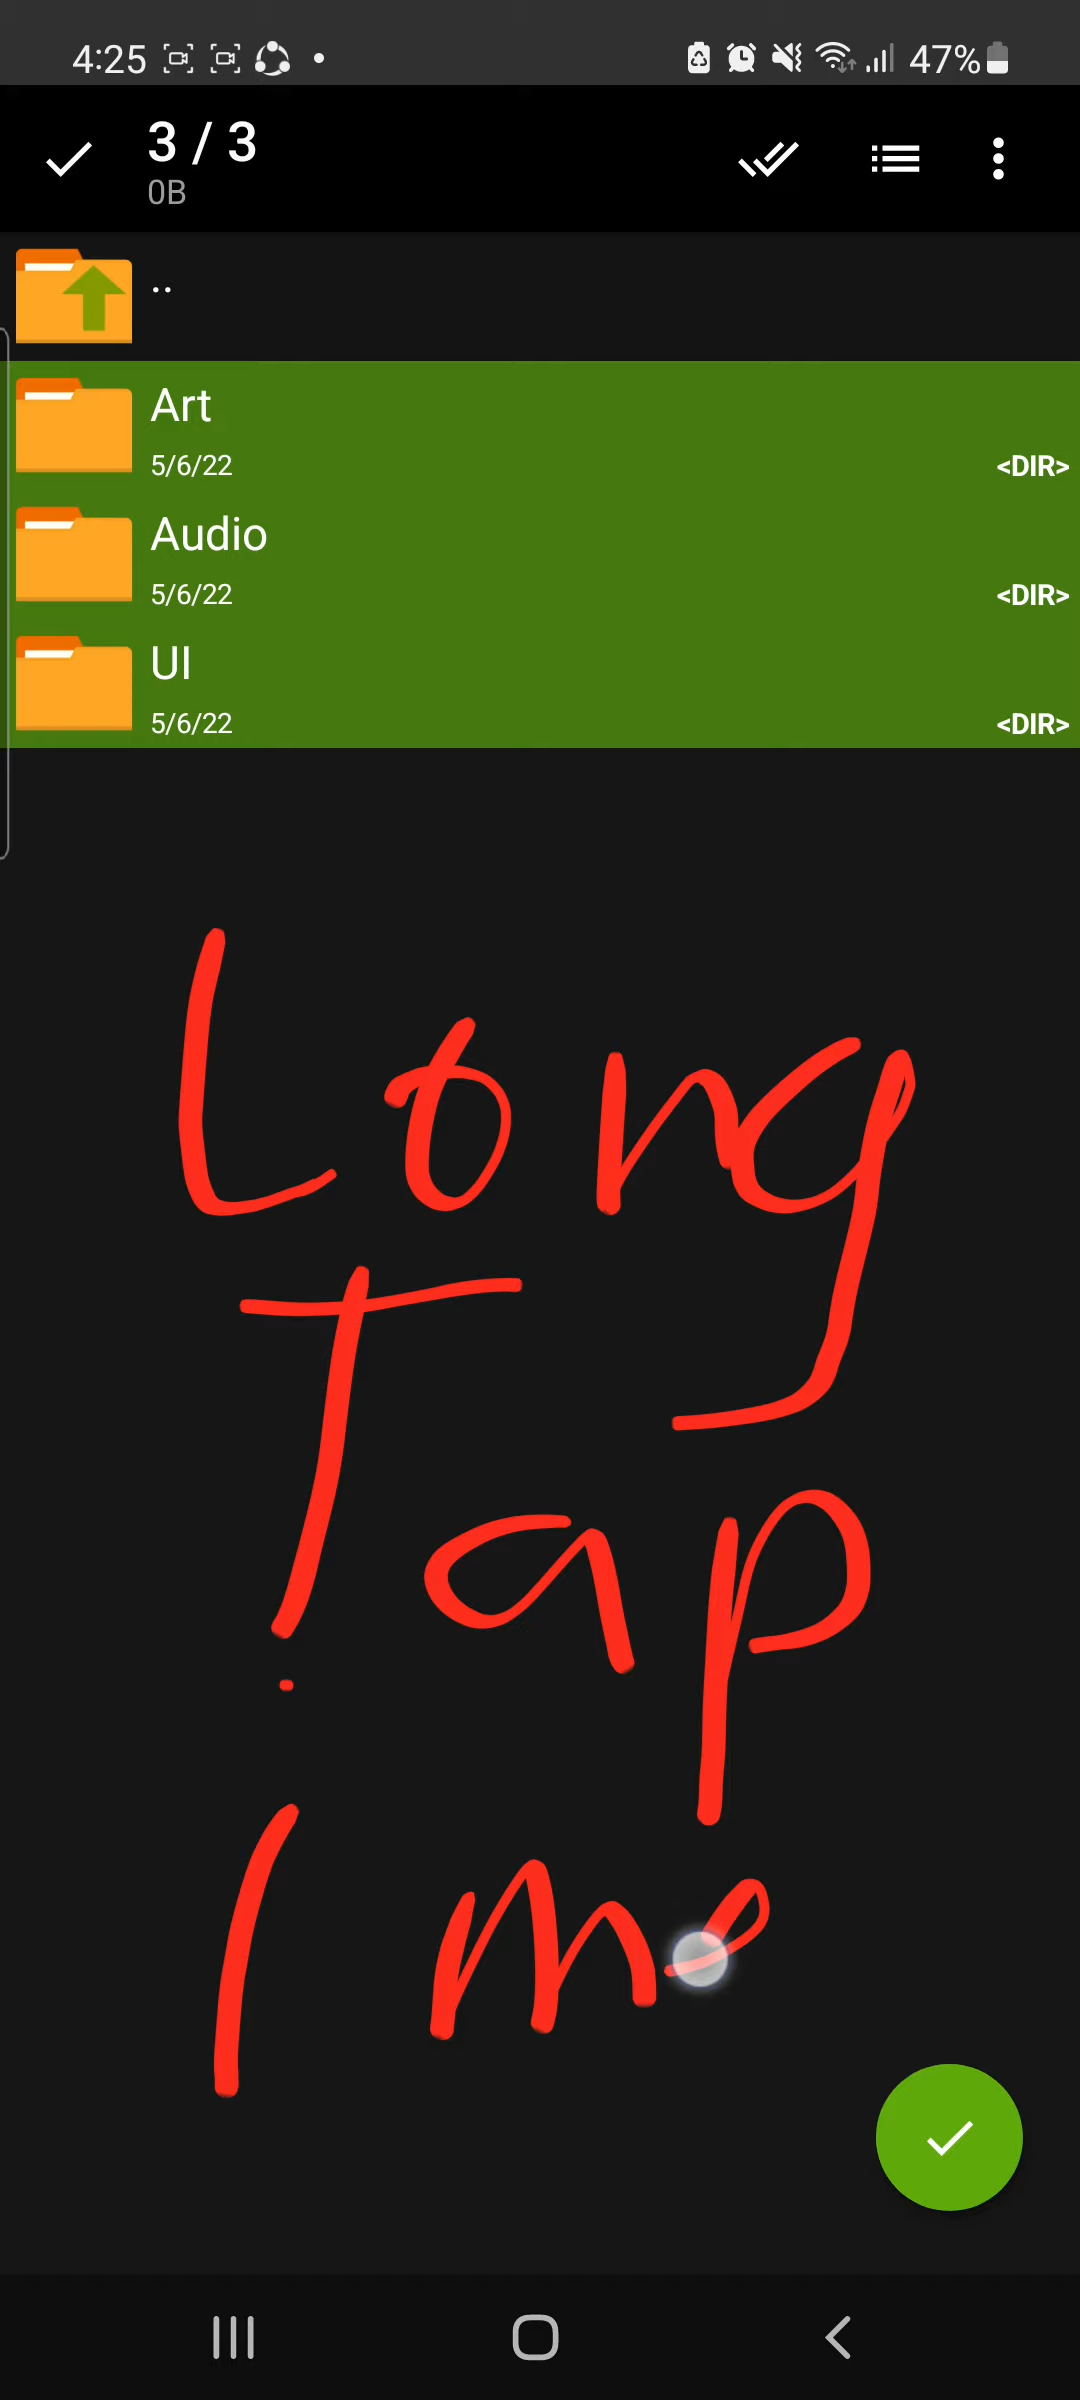 4:25 47%
3 / 3
0B
..
Art
5/6/22 <DIR>
Audio
5/6/22 <DIR>
UI
5/6/22 <DIR>
Long
Tap
1 me